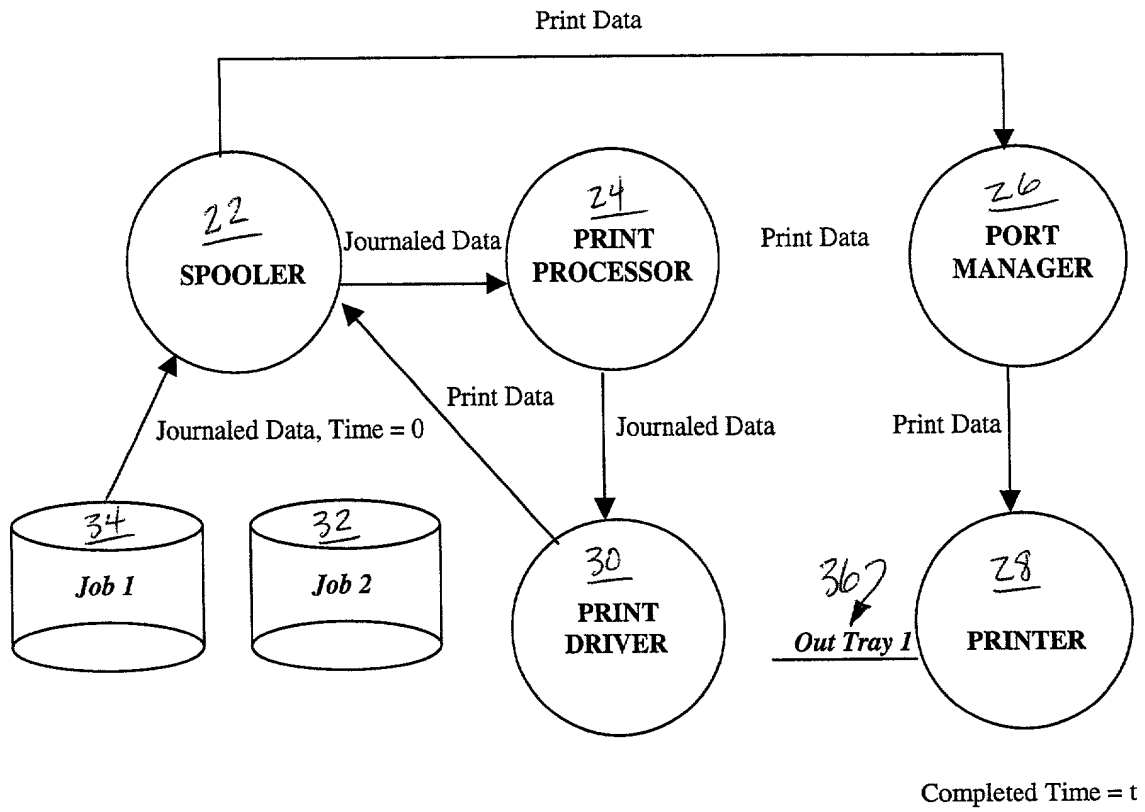 Print Data
22
SPOOLER
Journaled Data
24
PRINT
PROCESSOR
Print Data
26
PORT
MANAGER
Journaled Data, Time = 0
Print Data
Journaled Data
Print Data
34
Job 1
32
Job 2
30
PRINT
DRIVER
36
Out Tray 1
28
PRINTER
Completed Time = t